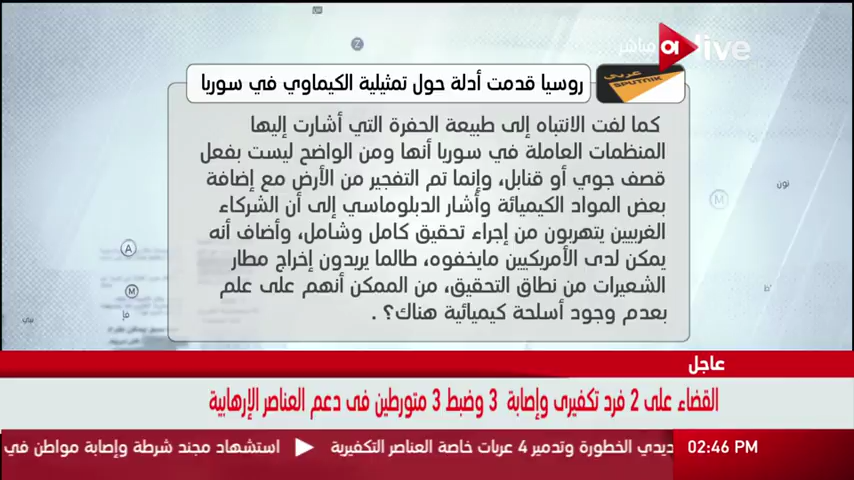 مباشر live
روسيا قدمت أدلة حول تمثيلية الكيماوي في سوريا
عربي SPUTNIK
كما لفت الانتباه إلى طبيعة الحفرة التي أشارت إليها
المنظمات العاملة في سوريا أنها ومن الواضح ليست بفعل
قصف جوي أو قنابل، وإنما تم التفجير من الأرض مع إضافة
بعض المواد الكيميائة وأشار الدبلوماسي إلى أن الشركاء
الغربيين يتهربون من إجراء تحقيق كامل وشامل، وأضاف أنه
يمكن لدى الأمريكيين مايخفوه، طالما يريدون إخراج مطار
الشعيرات من نطاق التحقيق، من الممكن أنهم على علم
بعدم وجود أسلحة كيميائية هناك؟ .
نون
Z
M
A
M
عاجل
القضاء على 2 فرد تكفيرى وإصابة 3 وضبط 3 متورطين فى دعم العناصر الإرهابية
02:46 PM
ديدي الخطورة وتدمير 4 عربات خاصة العناصر التكفيرية
استشهاد مجند شرطة وإصابة مواطن في